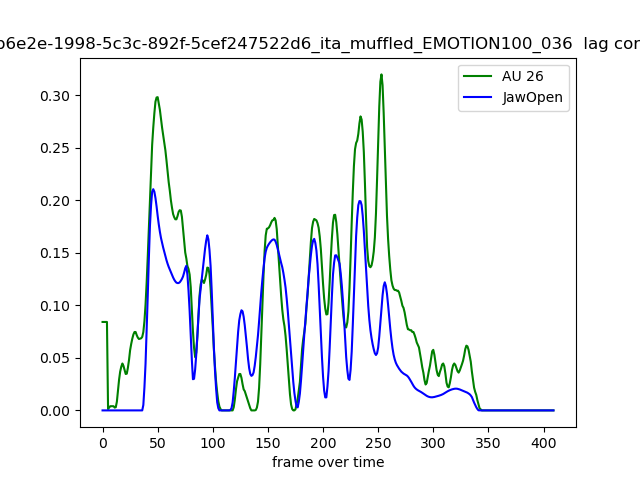 b6e2e-1998-5c3c-892f-5cef247522d6_ita_muffled_EMOTION100_036 lag cor
AU 26
JawOpen
0.30
0.25
0.20
0.15
0.10
0.05
0.00
0 50 100 150 200 250 300 350 400
frame over time